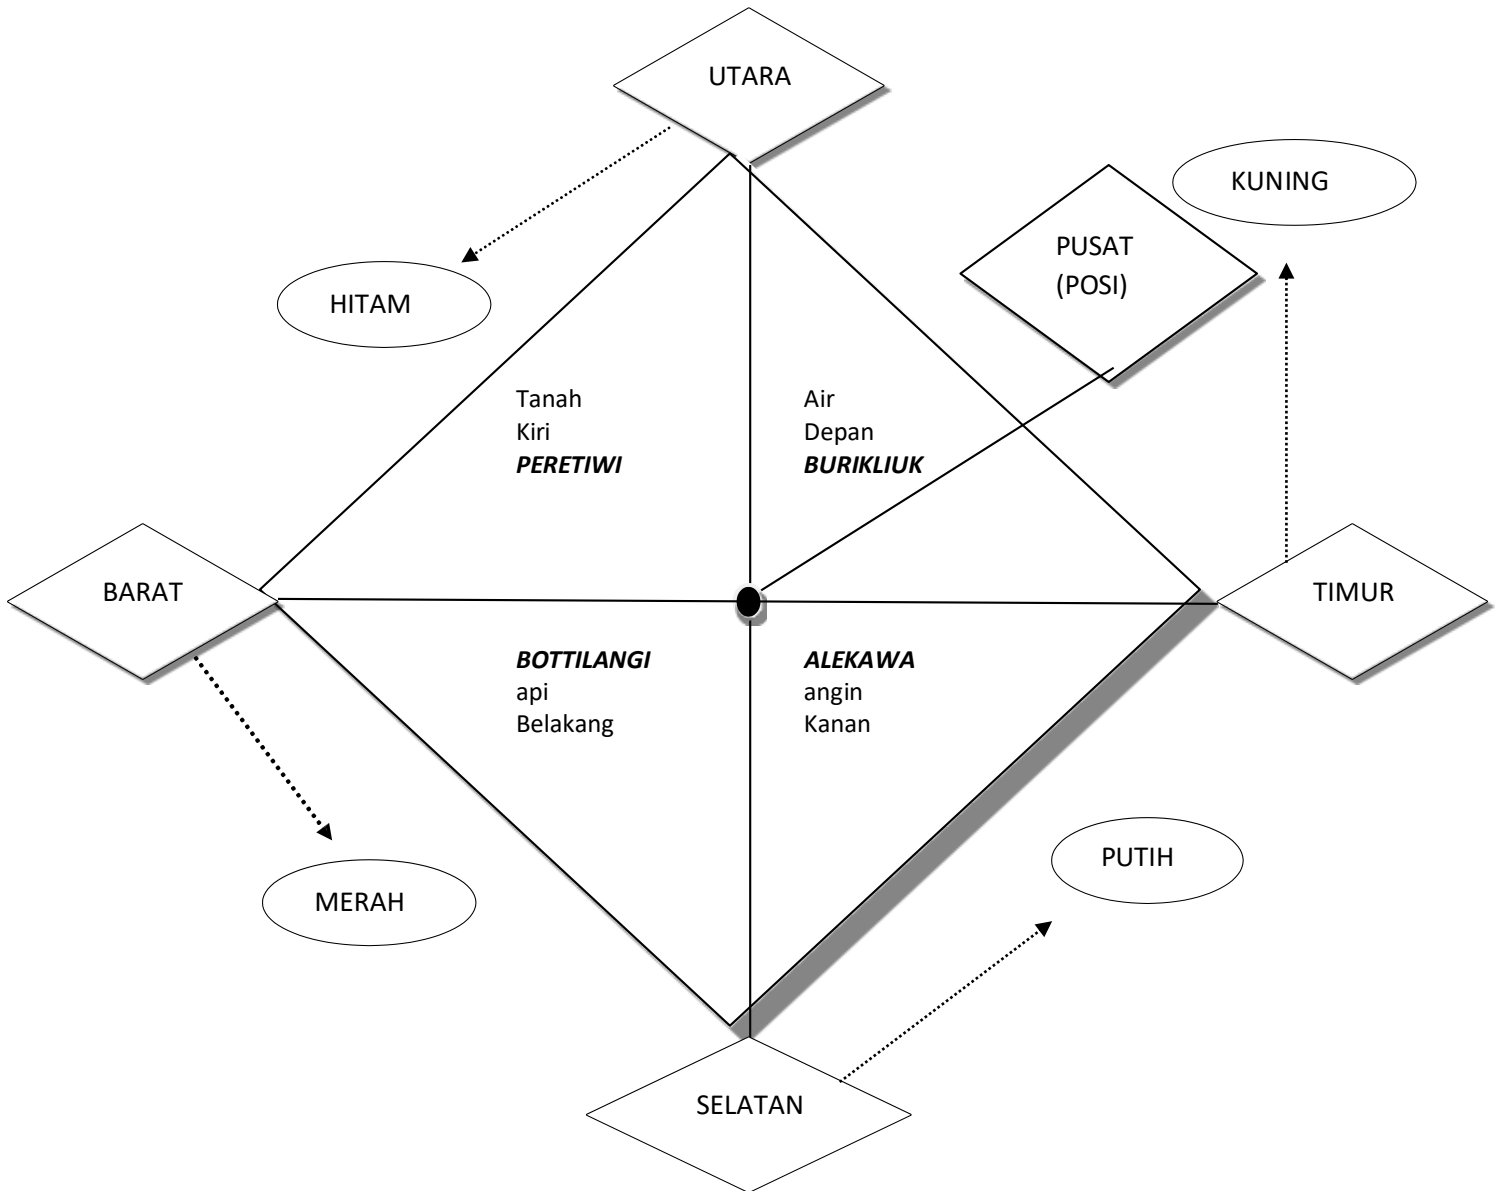 UTARA
KUNING
PUSAT
(POSI)
HITAM
Tanah
Kiri
PERETIWI
Air
Depan
BURIKLIUK
BARAT
TIMUR
BOTTILANGI
api
Belakang
ALEKAWA
angin
Kanan
PUTIH
MERAH
SELATAN